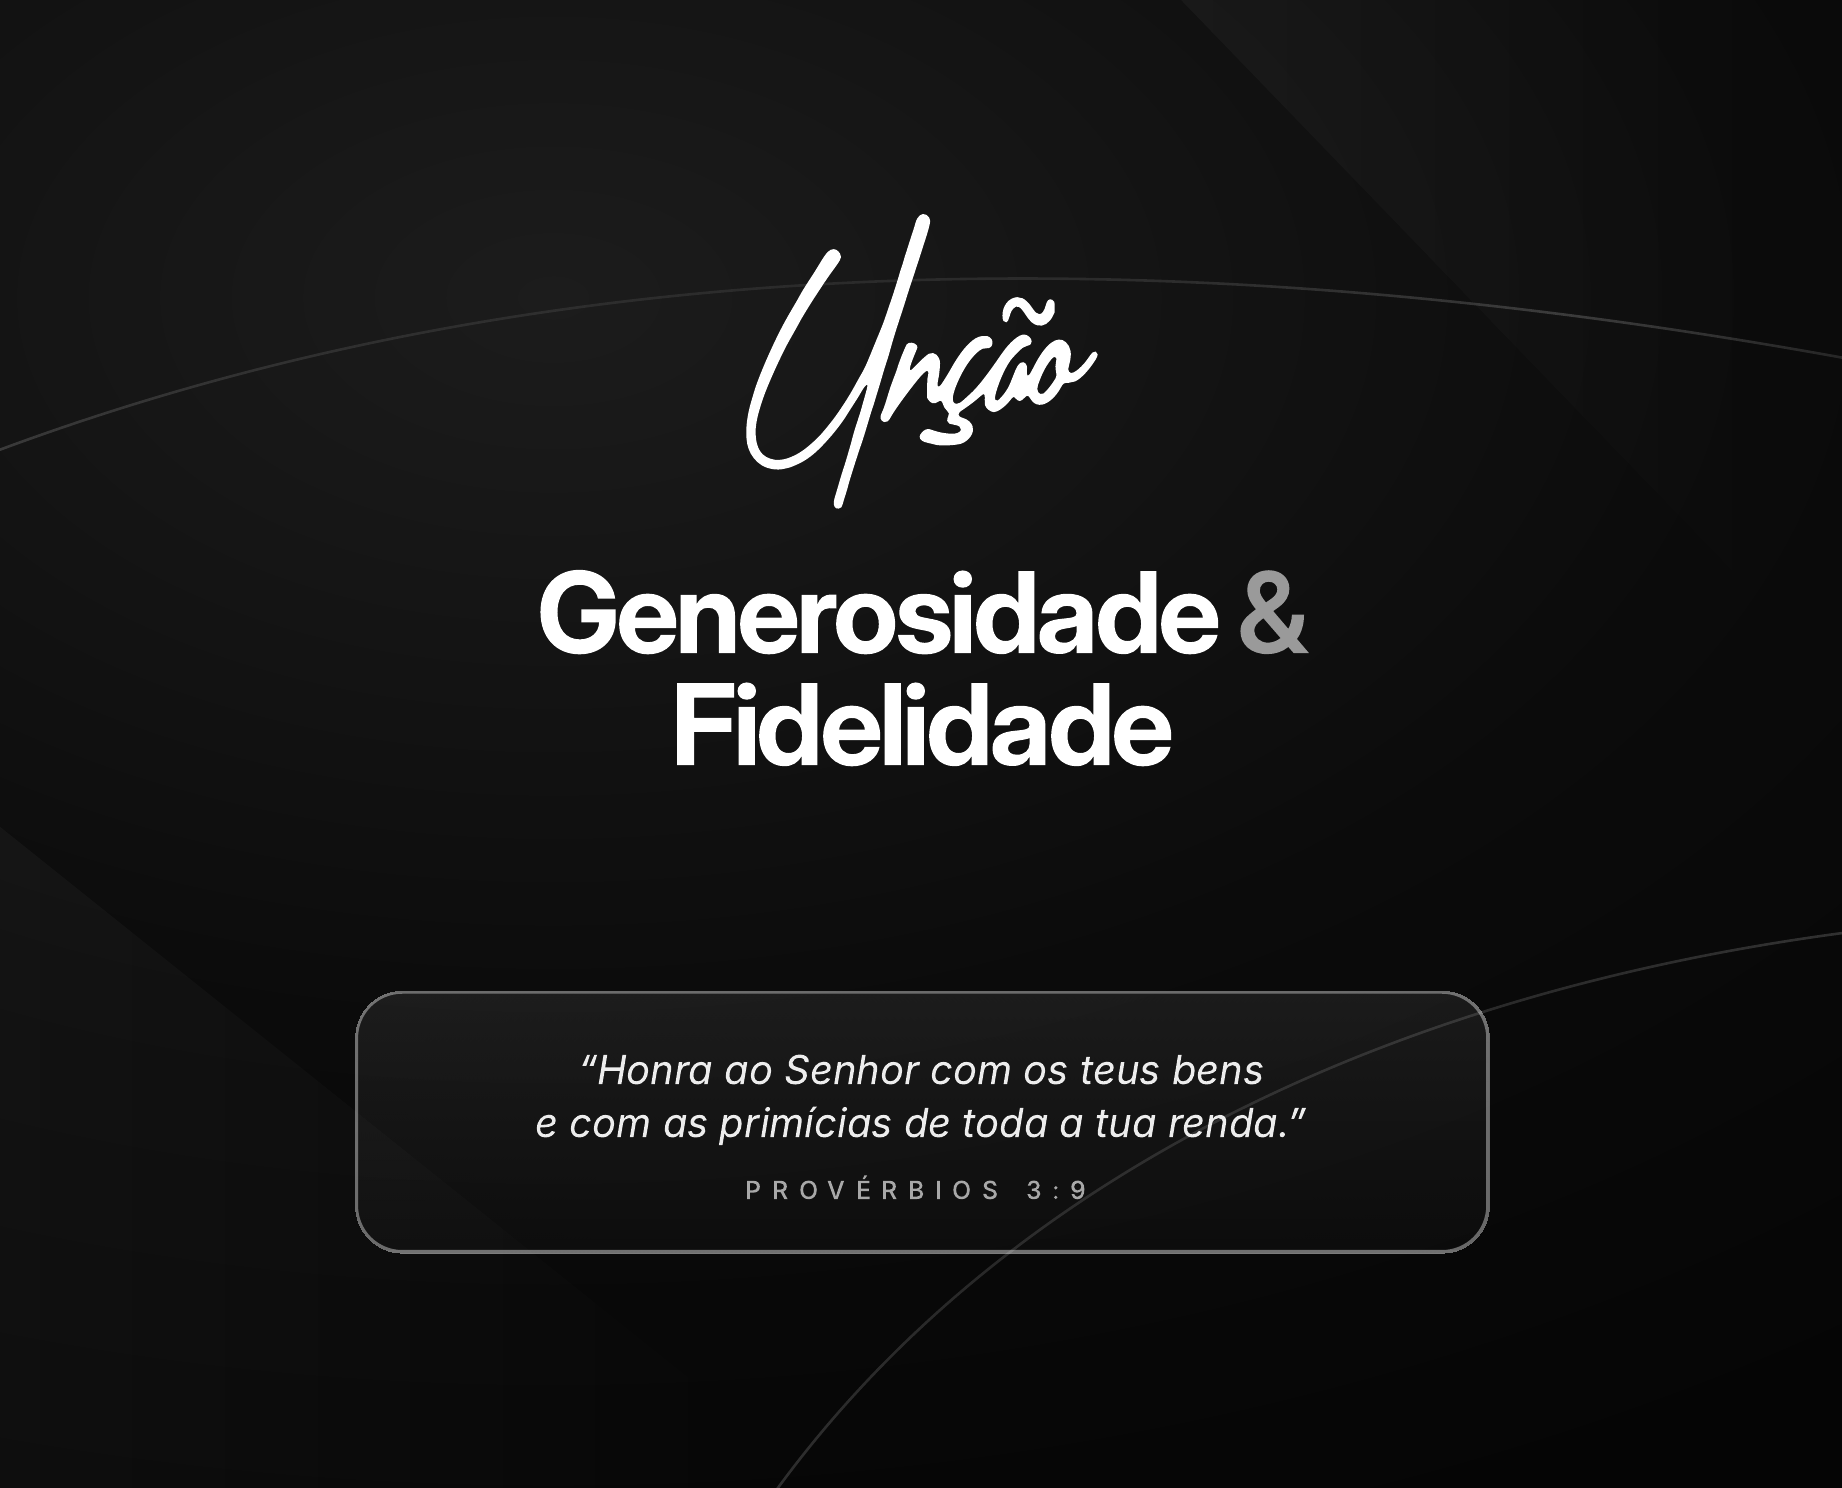 Unção
Generosidade &
Fidelidade
“Honra ao Senhor com os teus bens
e com as primícias de toda a tua renda.”
PROVÉRBIOS 3:9